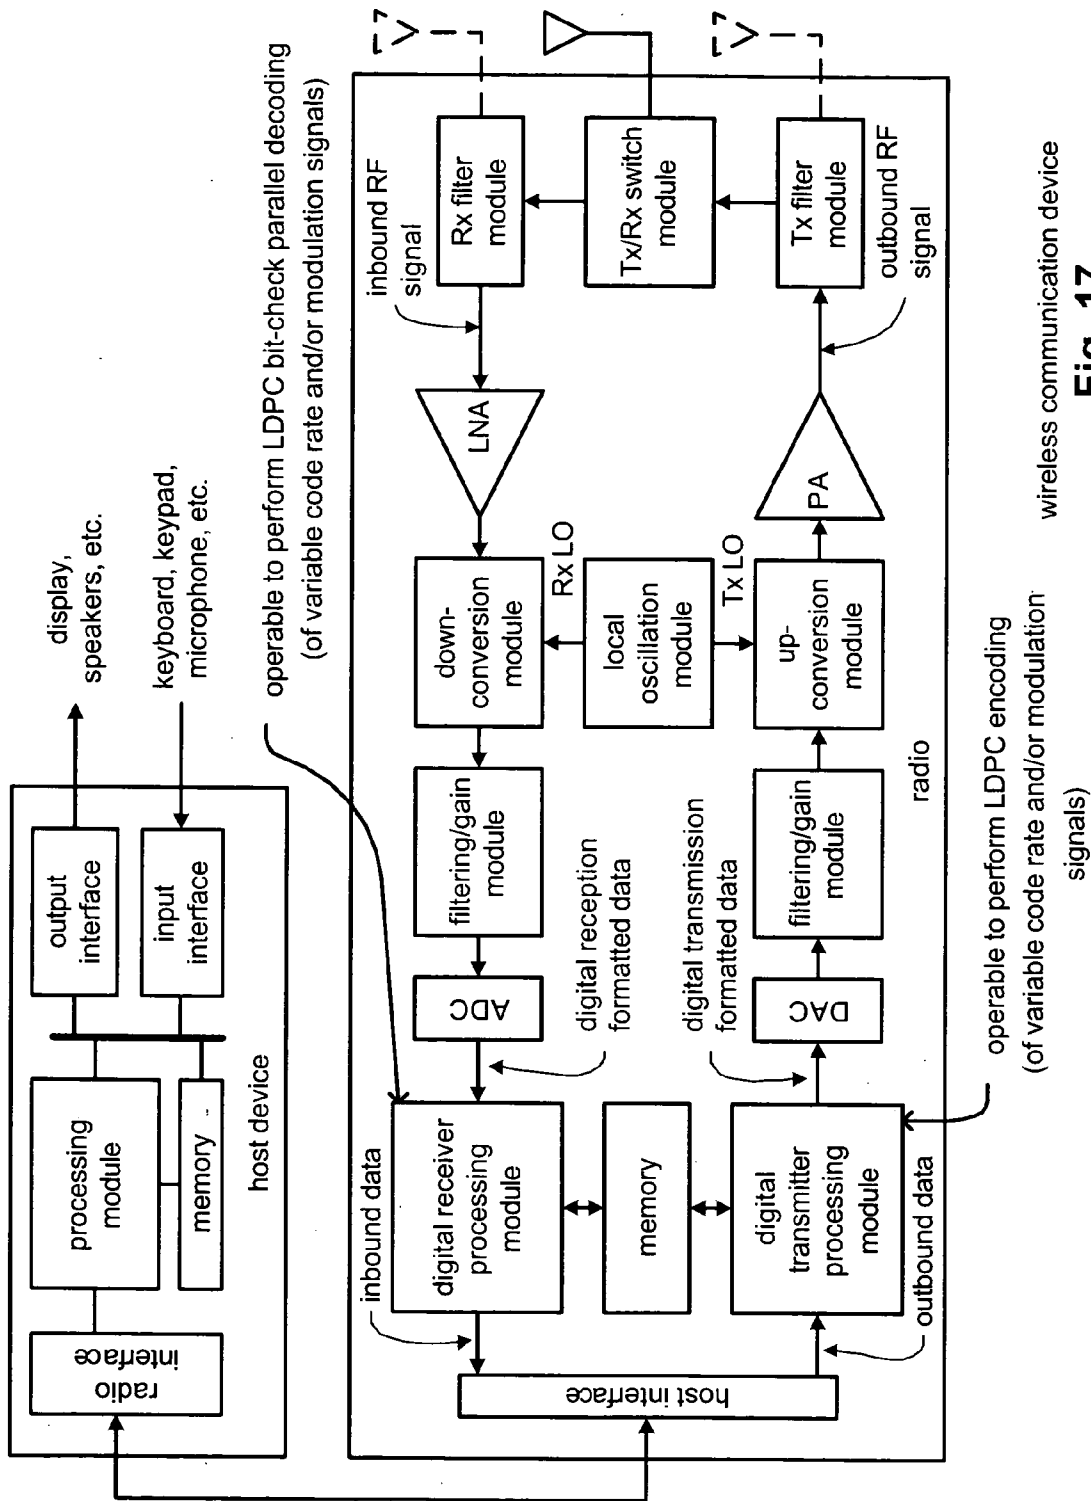 display,
speakers, etc.
keyboard, keypad,
microphone, etc.
operable to perform LDPC bit-check parallel decoding
(of variable code rate and/or modulation signals)
radio
interface
processing
module
memory
output
interface
input
interface
host device
host interface
inbound data
digital receiver
processing
module
ADC
filtering/gain
module
down-
conversion
module
LNA
inbound RF
signal
Rx filter
module
digital reception
formatted data
Rx LO
memory
local
oscillation
module
Tx/Rx switch
module
digital transmission
formatted data
Tx LO
digital
transmitter
processing
module
DAC
filtering/gain
module
up-
conversion
module
PA
Tx filter
module
outbound RF
signal
outbound data
radio
operable to perform LDPC encoding
(of variable code rate and/or modulation
signals)
wireless communication device
Fig. 17